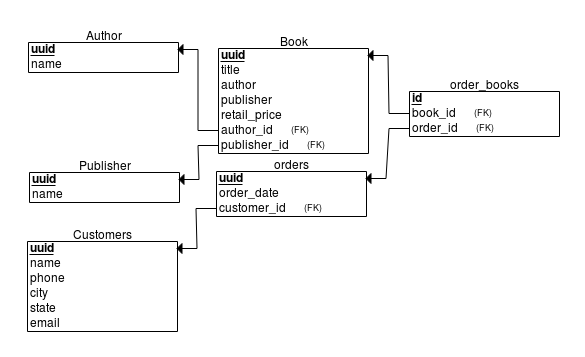 Author
uuid
name
Book
uuid
title
author
publisher
retail_price
author_id (FK)
publisher_id (FK)
order_books
id
book_id (FK)
order_id (FK)
Publisher
uuid
name
orders
uuid
order_date
customer_id (FK)
Customers
uuid
name
phone
city
state
email